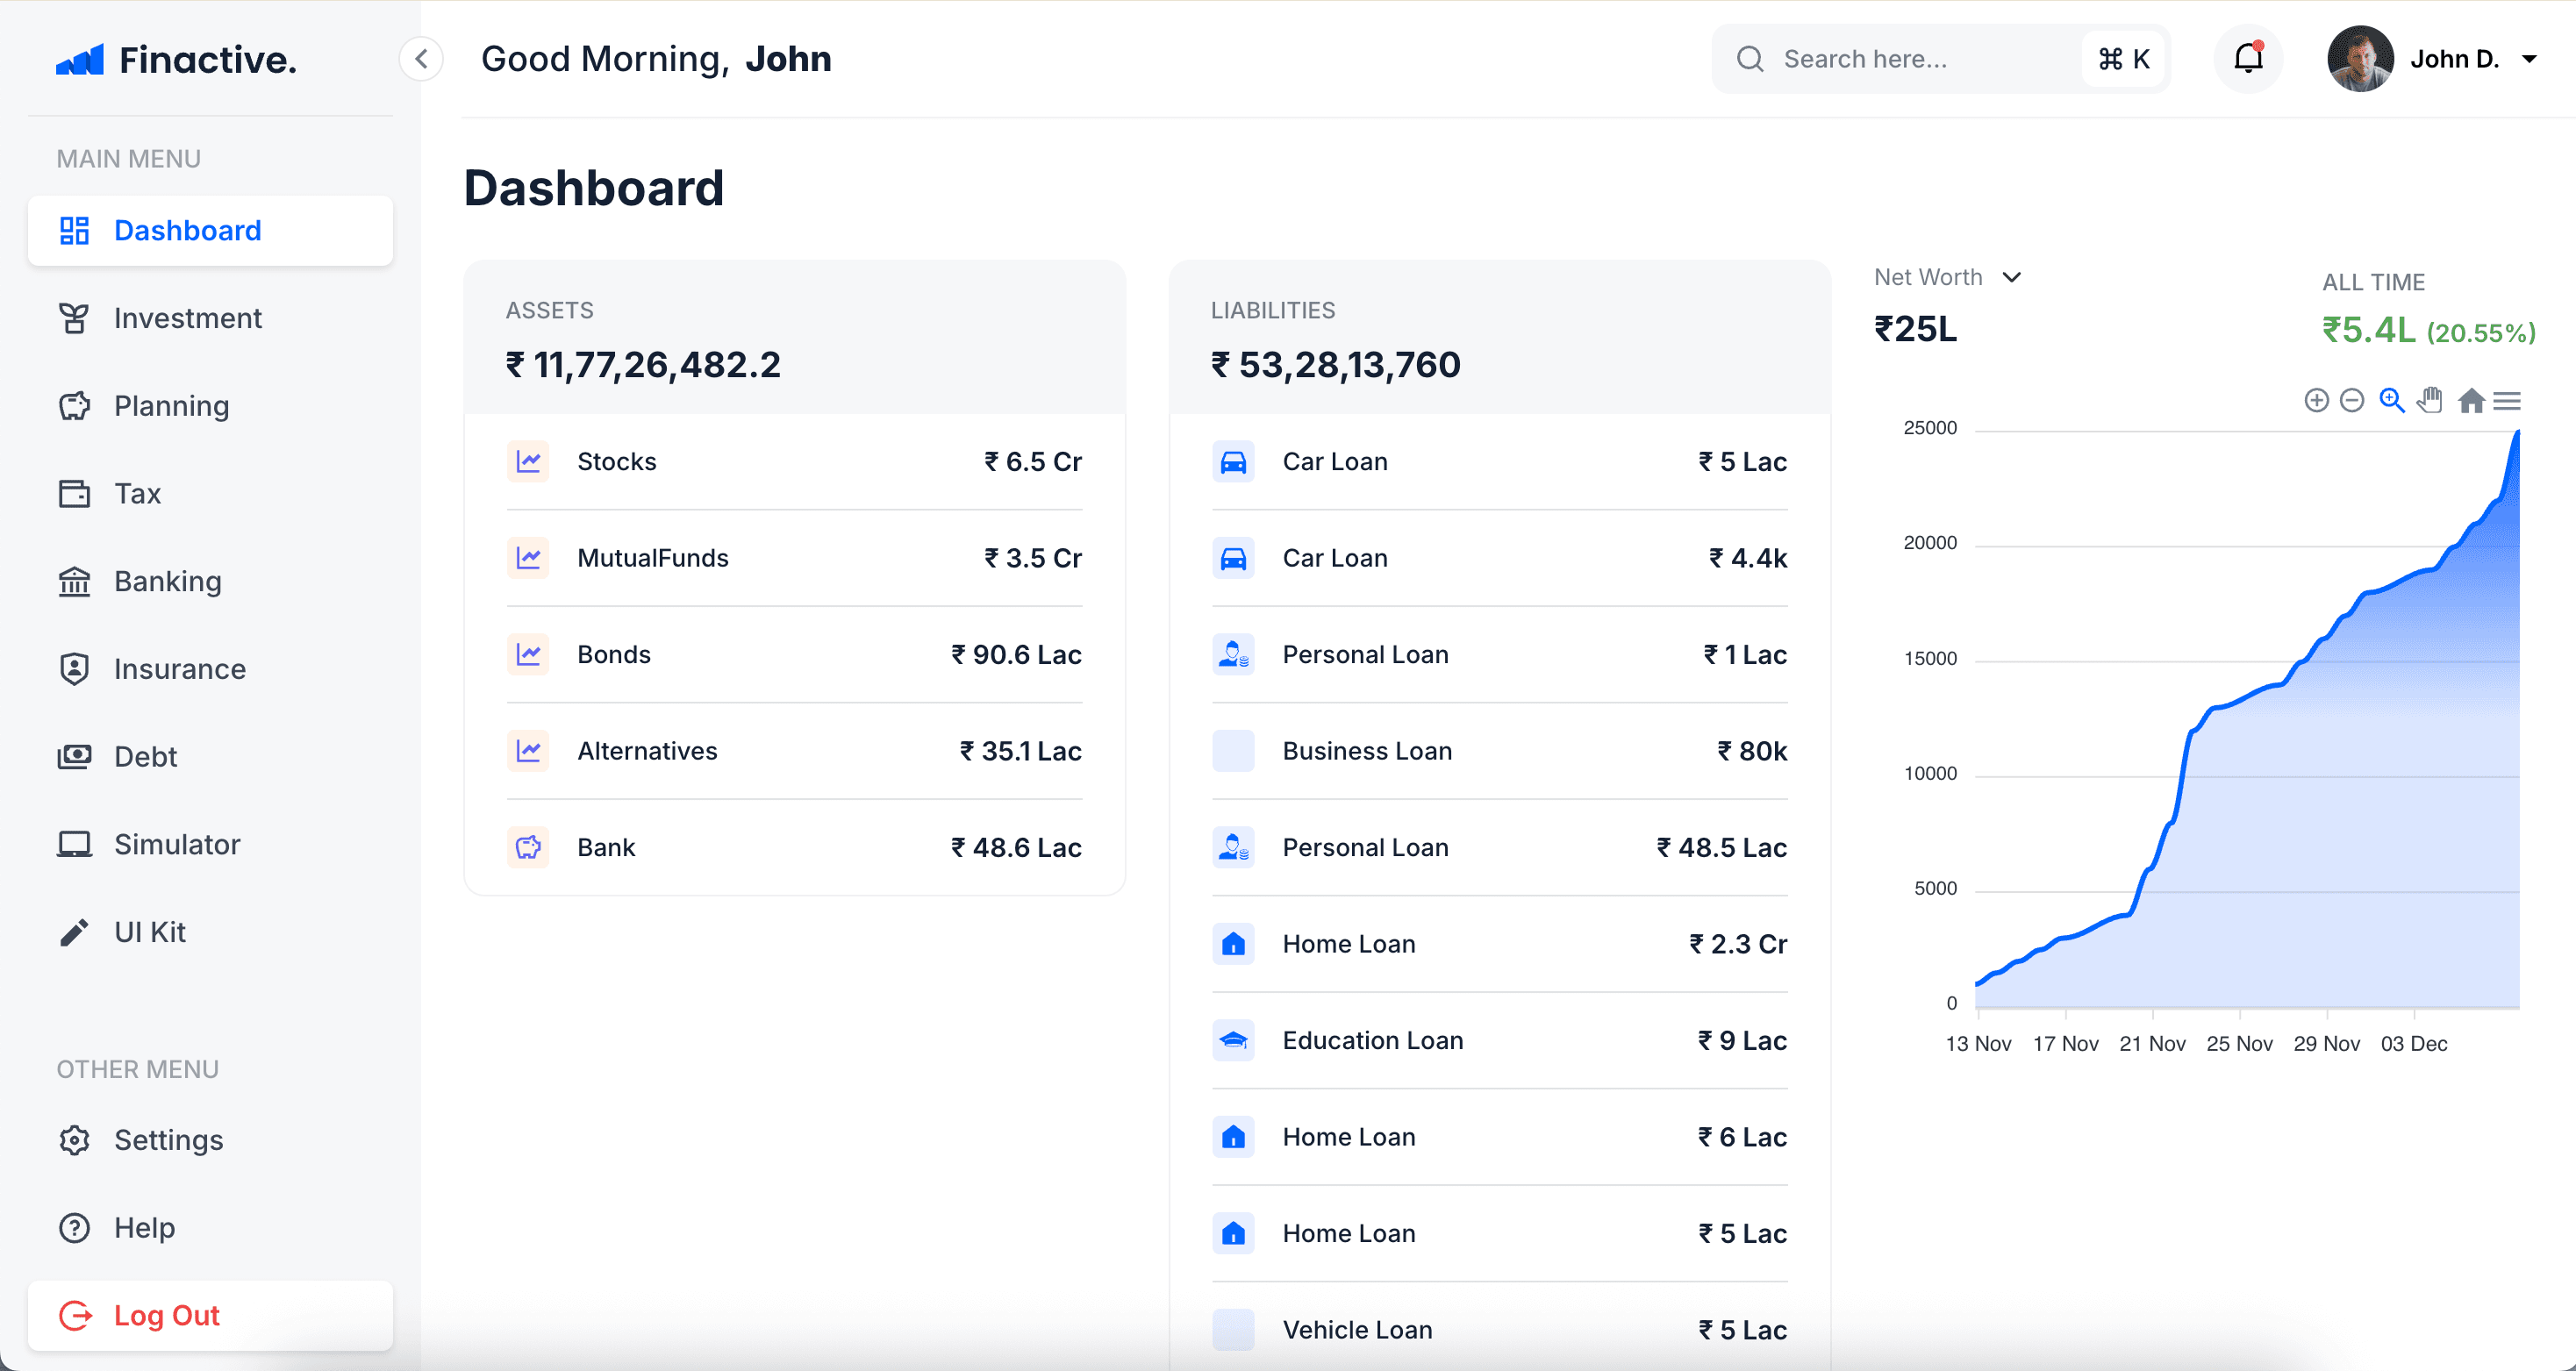 Finactive.
Good Morning, John
Search here...
⌘ K
John D.
MAIN MENU
Dashboard
Investment
Planning
Tax
Banking
Insurance
Debt
Simulator
UI Kit
OTHER MENU
Settings
Help
Log Out
Dashboard
ASSETS
₹ 11,77,26,482.2
Stocks ₹ 6.5 Cr
MutualFunds ₹ 3.5 Cr
Bonds ₹ 90.6 Lac
Alternatives ₹ 35.1 Lac
Bank ₹ 48.6 Lac
LIABILITIES
₹ 53,28,13,760
Car Loan ₹ 5 Lac
Car Loan ₹ 4.4k
Personal Loan ₹ 1 Lac
Business Loan ₹ 80k
Personal Loan ₹ 48.5 Lac
Home Loan ₹ 2.3 Cr
Education Loan ₹ 9 Lac
Home Loan ₹ 6 Lac
Home Loan ₹ 5 Lac
Vehicle Loan ₹ 5 Lac
Net Worth
₹25L
ALL TIME
₹5.4L (20.55%)
25000
20000
15000
10000
5000
0
13 Nov 17 Nov 21 Nov 25 Nov 29 Nov 03 Dec